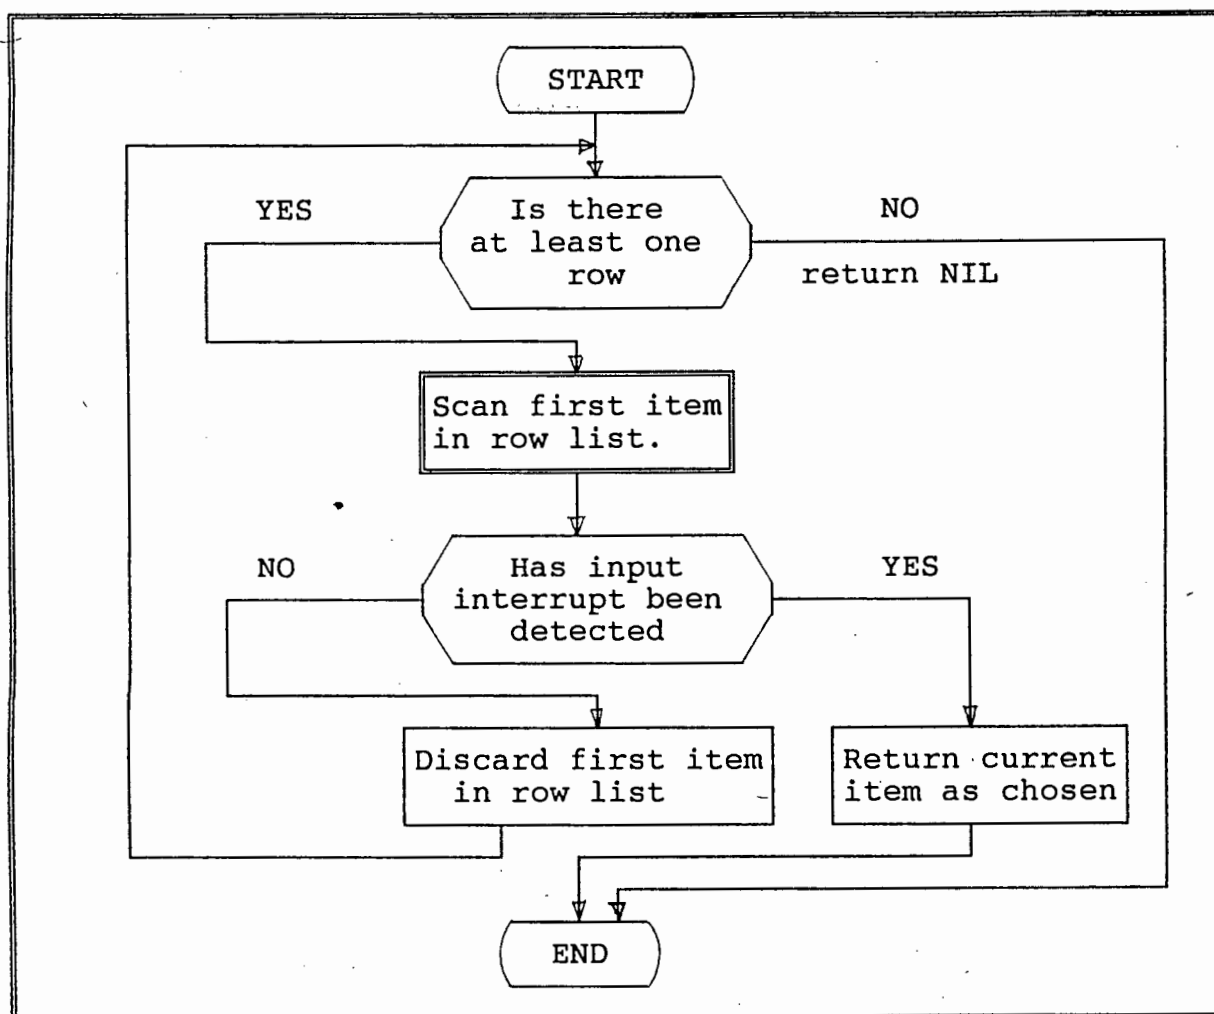 START
YES
Is there
at least one
row
NO
return NIL
Scan first item
in row list.
NO
Has input
interrupt been
detected
YES
Discard first item
in row list
Return current
item as chosen
END